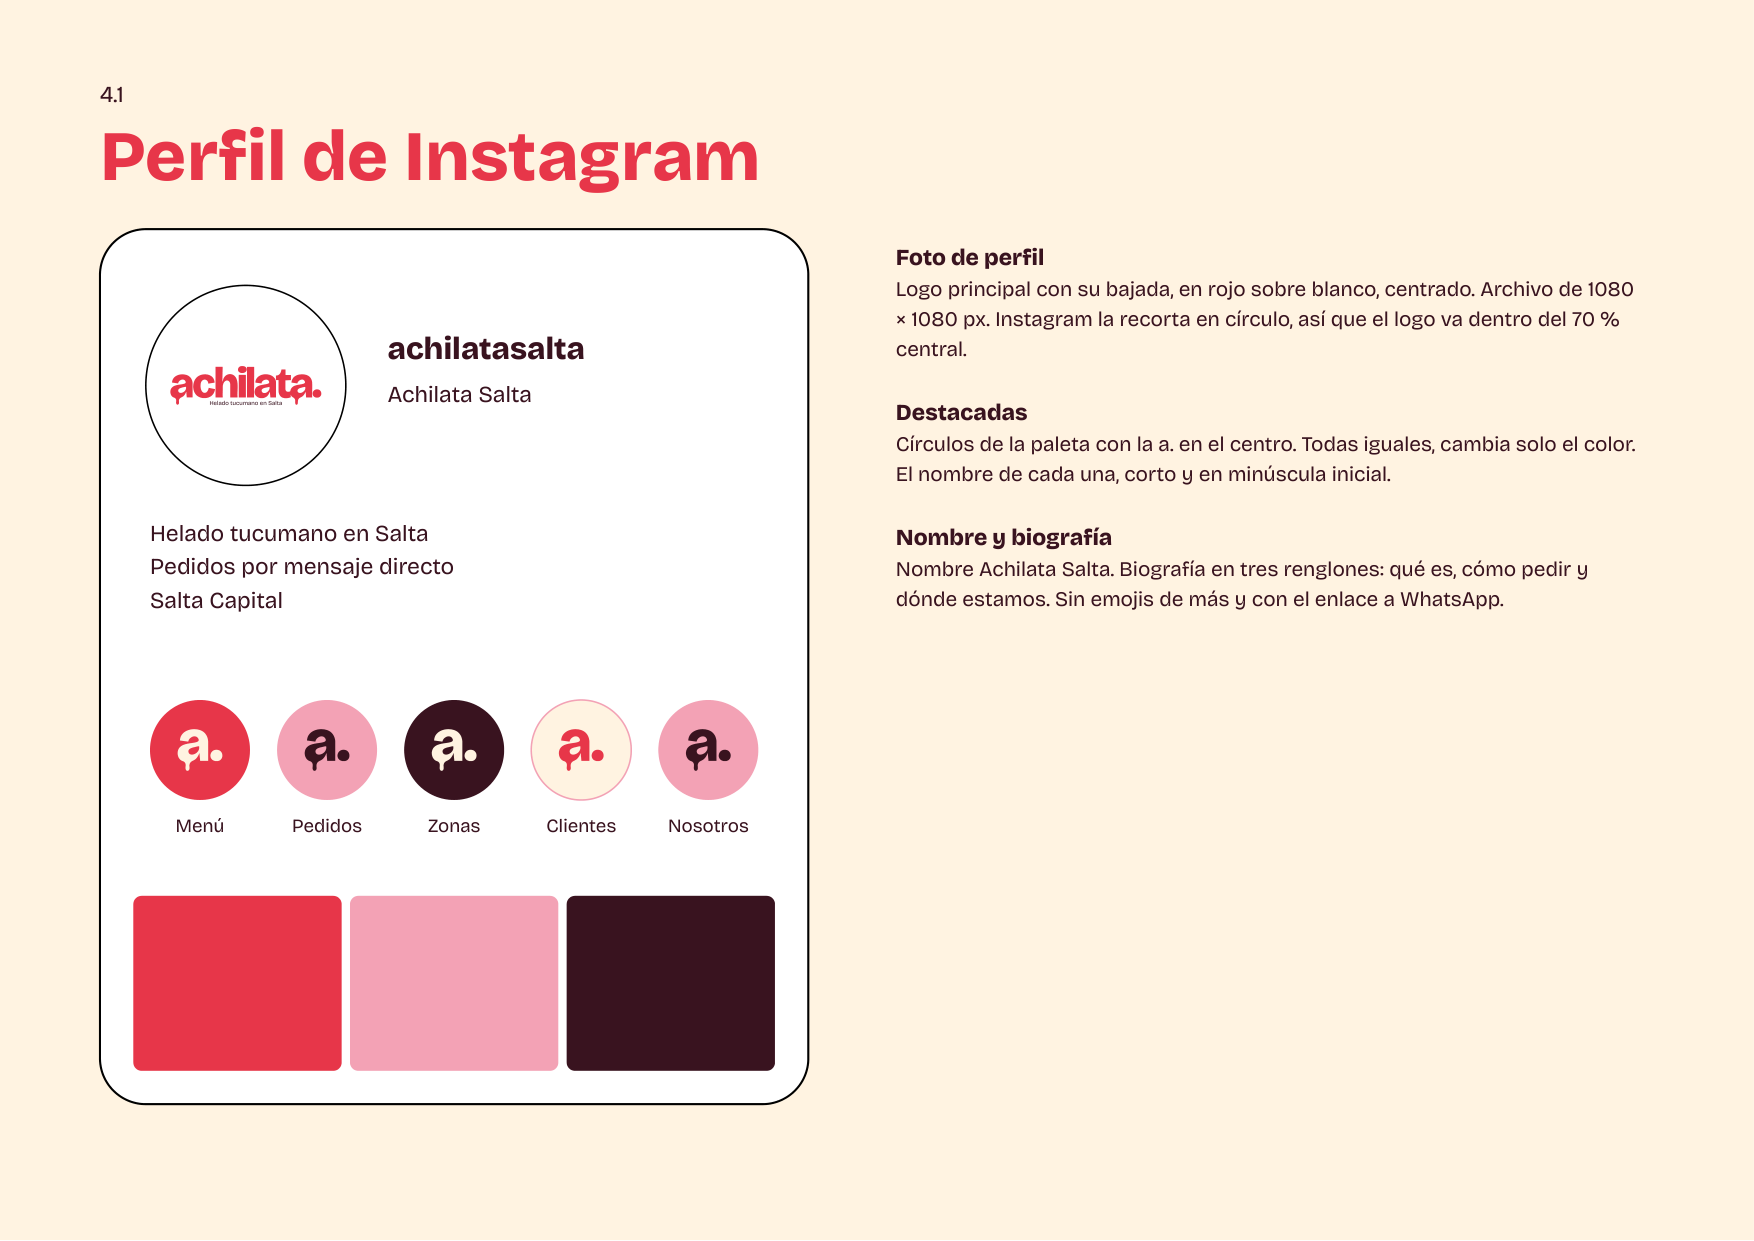 4.1
Perfil de Instagram
achilata.
Helado tucumano en Salta
achilatasalta
Achilata Salta
Helado tucumano en Salta
Pedidos por mensaje directo
Salta Capital
a. a. a. a. a.
Menú Pedidos Zonas Clientes Nosotros
Foto de perfil
Logo principal con su bajada, en rojo sobre blanco, centrado. Archivo de 1080
× 1080 px. Instagram la recorta en círculo, así que el logo va dentro del 70 %
central.
Destacadas
Círculos de la paleta con la a. en el centro. Todas iguales, cambia solo el color.
El nombre de cada una, corto y en minúscula inicial.
Nombre y biografía
Nombre Achilata Salta. Biografía en tres renglones: qué es, cómo pedir y
dónde estamos. Sin emojis de más y con el enlace a WhatsApp.